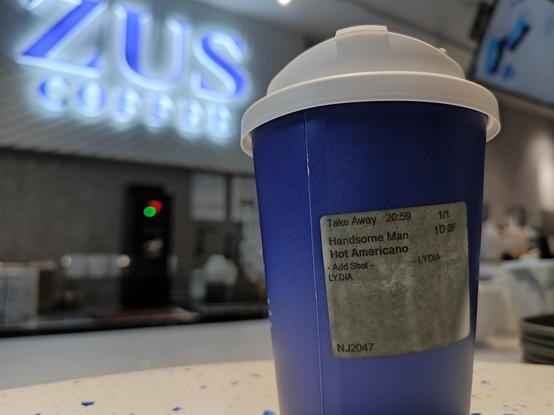 ZUS
COFFEE
Take Away 20:59 1/1
Handsome Man 1D 0F
Hot Americano
- Add Shot - - LYDIA
LYDIA
NJ2047